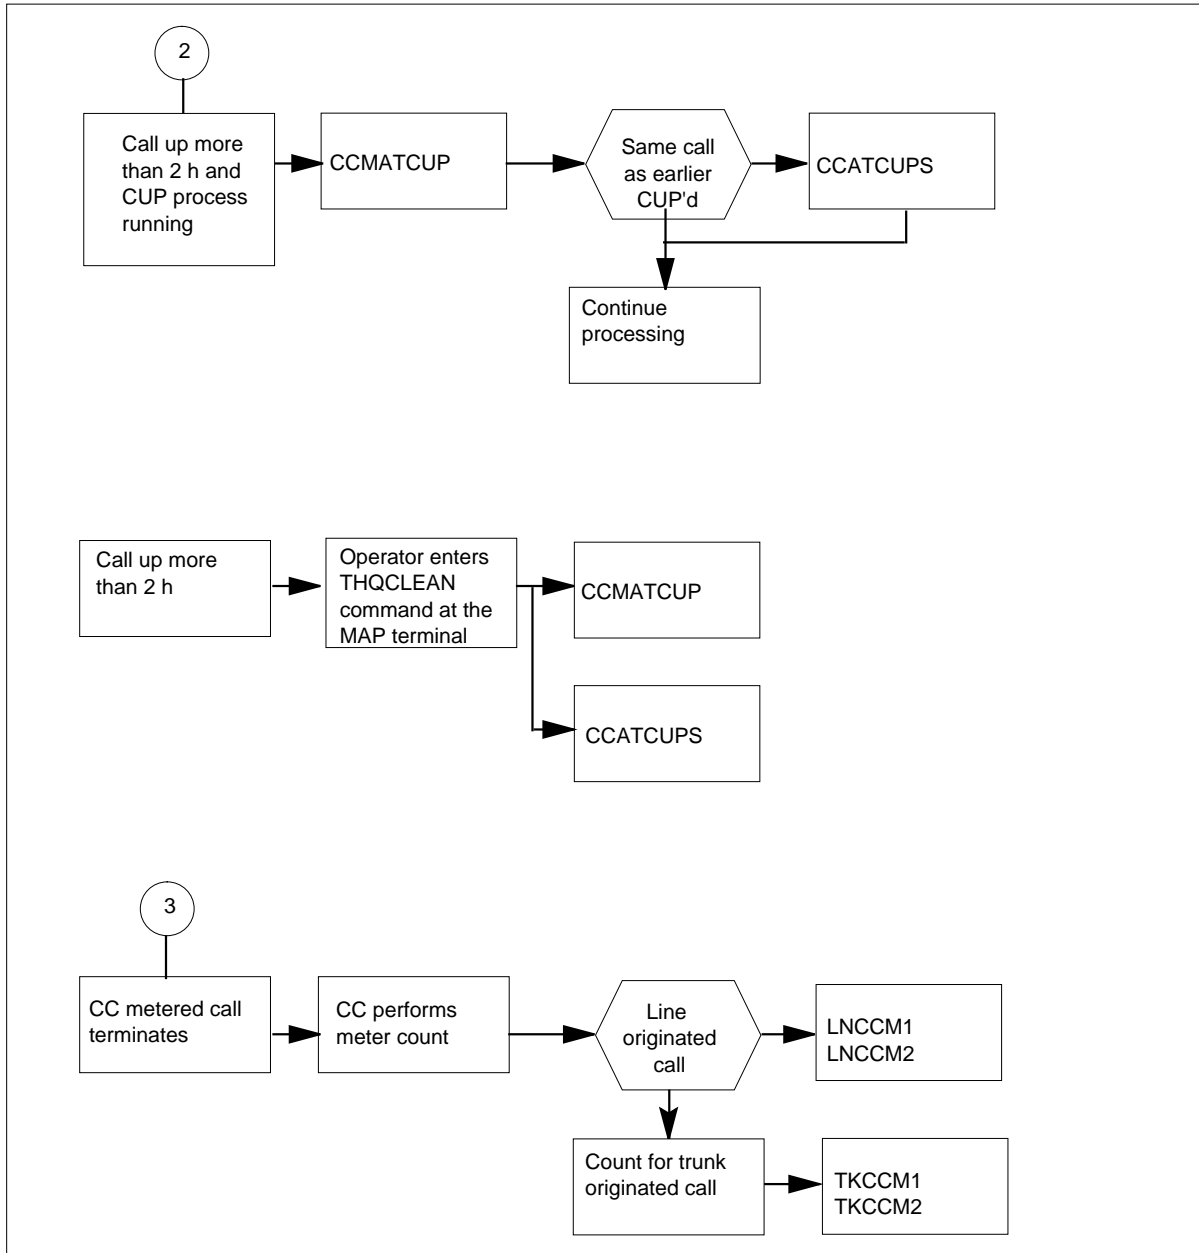 2
Call up more
than 2 h and
CUP process
running
CCMATCUP
Same call
as earlier
CUP'd
CCATCUPS
Continue
processing
Call up more
than 2 h
Operator enters
THQCLEAN
command at the
MAP terminal
CCMATCUP
CCATCUPS
3
CC metered call
terminates
CC performs
meter count
Line
originated
call
LNCCM1
LNCCM2
Count for trunk
originated call
TKCCM1
TKCCM2